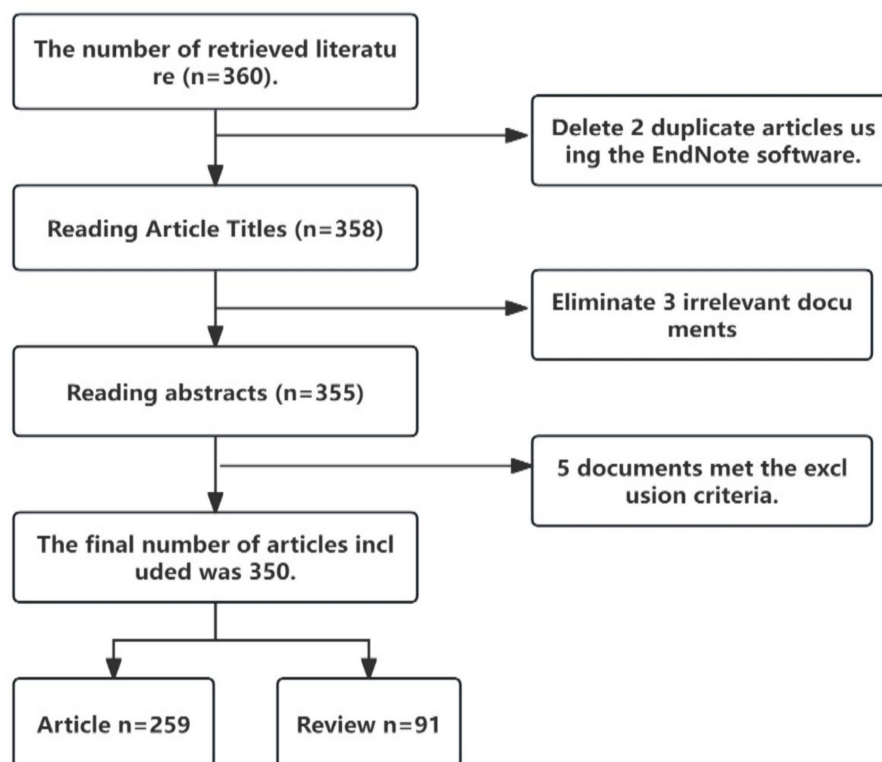 The number of retrieved literatu
re (n=360).
Delete 2 duplicate articles us
ing the EndNote software.
Reading Article Titles (n=358)
Eliminate 3 irrelevant docu
ments
Reading abstracts (n=355)
5 documents met the excl
usion criteria.
The final number of articles incl
uded was 350.
Article n=259
Review n=91